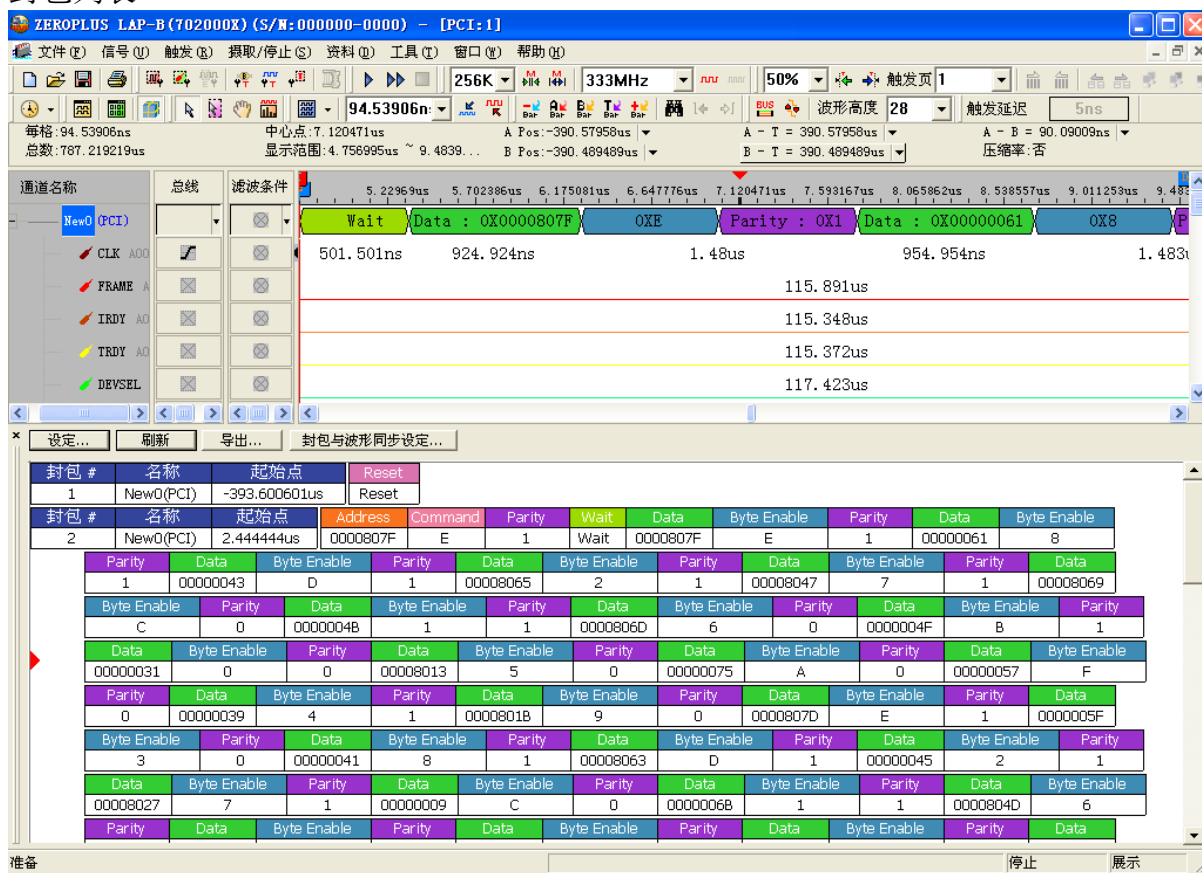 ZEROPLUS LAP-B(702000X)(S/N:000000-0000) - [PCI:1]
文件(F) 信号(U) 触发(R) 摄取/停止(S) 资料(D) 工具(T) 窗口(W) 帮助(H)
256K 333MHz 50% 触发页 1
94.53906n: Bar Bar Bar Bar Bar BUS 波形高度 28 触发延迟 5ns
每格:94.53906ns 中心点:7.120471us A Pos:-390.57958us A - T = 390.57958us A - B = 90.09009ns
总数:787.219219us 显示范围:4.756995us ~ 9.4839... B Pos:-390.489489us B - T = 390.489489us 压缩率:否
通道名称 总线 滤波条件 5.22969us 5.702386us 6.175081us 6.647776us 7.120471us 7.593167us 8.065862us 8.538557us 9.011253us 9.483
New0 (PCI) Wait Data : 0X0000807F 0XE Parity : 0X1 Data : 0X00000061 0X8 P
CLK A00 501.501ns 924.924ns 1.48us 954.954ns 1.483u
FRAME A 115.891us
IRDY A0 115.348us
TRDY A0 115.372us
DEVSEL 117.423us
设定... 刷新 导出... 封包与波形同步设定...
封包 # 名称 起始点 Reset
1 New0(PCI) -393.600601us Reset
封包 # 名称 起始点 Address Command Parity Wait Data Byte Enable Parity Data Byte Enable
2 New0(PCI) 2.444444us 0000807F E 1 Wait 0000807F E 1 00000061 8
Parity Data Byte Enable Parity Data Byte Enable Parity Data Byte Enable Parity Data
1 00000043 D 1 00008065 2 1 00008047 7 1 00008069
Byte Enable Parity Data Byte Enable Parity Data Byte Enable Parity Data Byte Enable Parity
C 0 0000004B 1 1 0000806D 6 0 0000004F B 1
Data Byte Enable Parity Data Byte Enable Parity Data Byte Enable Parity Data Byte Enable
00000031 0 0 00008013 5 0 00000075 A 0 00000057 F
Parity Data Byte Enable Parity Data Byte Enable Parity Data Byte Enable Parity Data
0 00000039 4 1 0000801B 9 0 0000807D E 1 0000005F
Byte Enable Parity Data Byte Enable Parity Data Byte Enable Parity Data Byte Enable Parity
3 0 00000041 8 1 00008063 D 1 00000045 2 1
Data Byte Enable Parity Data Byte Enable Parity Data Byte Enable Parity Data Byte Enable
00008027 7 1 00000009 C 0 0000006B 1 1 0000804D 6
Parity Data Byte Enable Parity Data Byte Enable Parity Data Byte Enable Parity Data
准备 停止 展示